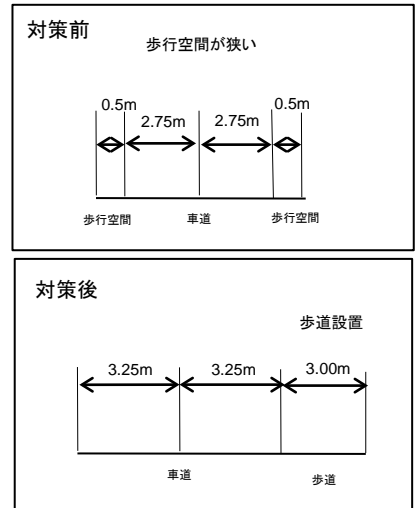 対策前
歩行空間が狭い
0.5m 0.5m
2.75m 2.75m
歩行空間 車道 歩行空間
対策後
歩道設置
3.25m 3.25m 3.00m
車道 歩道